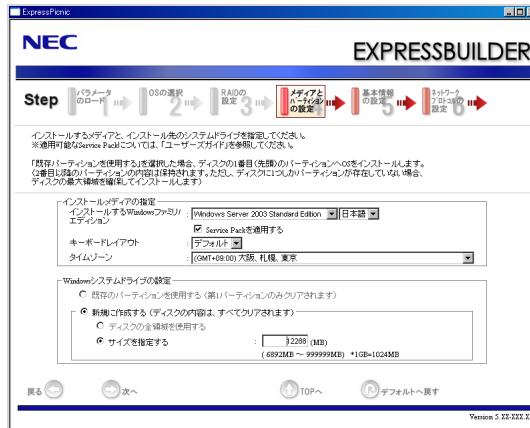 ExpressPicnic
NEC
EXPRESSBUILDER
Step
パラメータのロード 1
OSの選択 2
RAIDの設定 3
メディアとパーティションの設定 4
基本情報の設定 5
ネットワークプロトコルの設定 6
インストールするメディアと、インストール先のシステムドライブを指定してください。
※適用可能なService Packについては、「ユーザーズガイド」を参照してください。
「既存パーティションを使用する」を選択した場合、ディスクの1番目(先頭)のパーティションへOSをインストールします。
(2番目以降のパーティションの内容は保持されます。ただし、ディスクに1つしかパーティションが存在していない場合、
ディスクの最大領域を確保してインストールします)
インストールメディアの指定
インストールするWindowsファミリ/エディション : Windows Server 2003 Standard Edition 日本語
Service Packを適用する
キーボードレイアウト : デフォルト
タイムゾーン : (GMT+09:00) 大阪、札幌、東京
Windowsシステムドライブの設定
既存のパーティションを使用する (第1パーティションのみクリアされます)
新規に作成する (ディスクの内容は、すべてクリアされます)
ディスクの全領域を使用する
サイズを指定する : 12288 (MB)
( 6892MB ～ 999999MB) *1GB=1024MB
戻る
次へ
TOPへ
デフォルトへ戻す
Version 5.XX-XXX.X